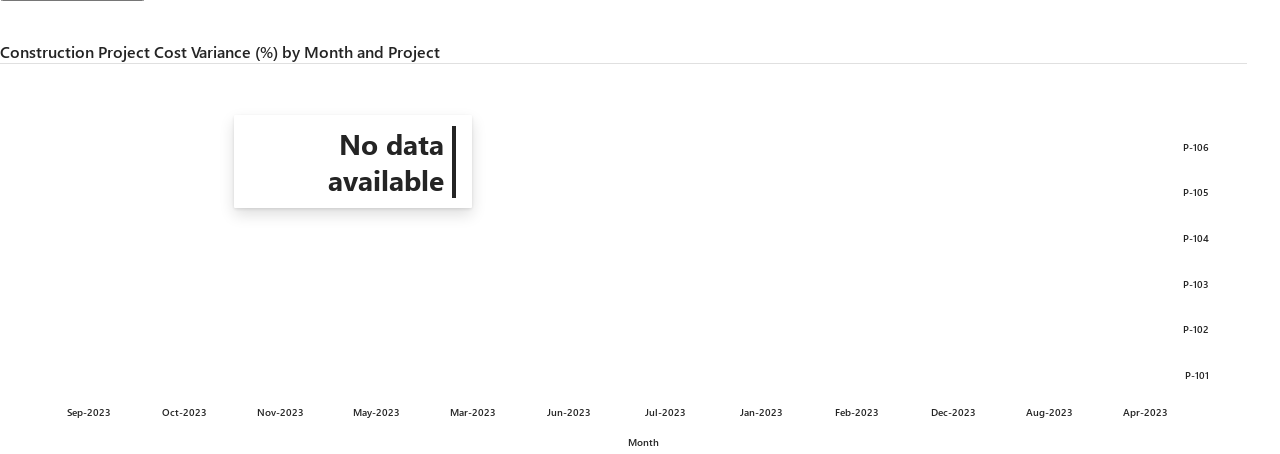 Construction Project Cost Variance (%) by Month and Project
No data
available
P-106
P-105
P-104
P-103
P-102
P-101
Sep-2023 Oct-2023 Nov-2023 May-2023 Mar-2023 Jun-2023 Jul-2023 Jan-2023 Feb-2023 Dec-2023 Aug-2023 Apr-2023
Month